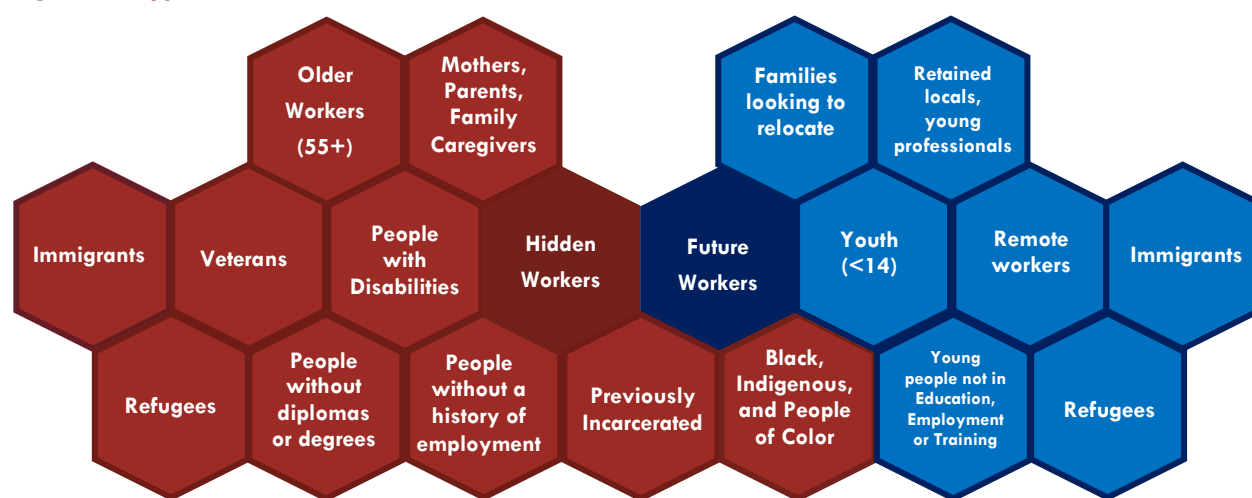 Older
Workers
(55+)
Mothers,
Parents,
Family
Caregivers
Families
looking to
relocate
Retained
locals,
young
professionals
Immigrants
Veterans
People
with
Disabilities
Hidden
Workers
Future
Workers
Youth
(<14)
Remote
workers
Immigrants
Refugees
People
without
diplomas
or degrees
People
without a
history of
employment
Previously
Incarcerated
Black,
Indigenous,
and People
of Color
Young
people not in
Education,
Employment
or Training
Refugees